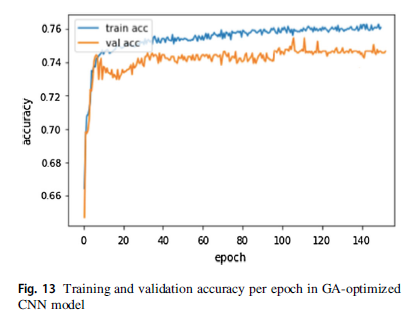 0.76
train acc
val acc
0.74
0.72
0.70
0.68
0.66
accuracy
0 20 40 60 80 100 120 140
epoch
Fig. 13 Training and validation accuracy per epoch in GA-optimized
CNN model